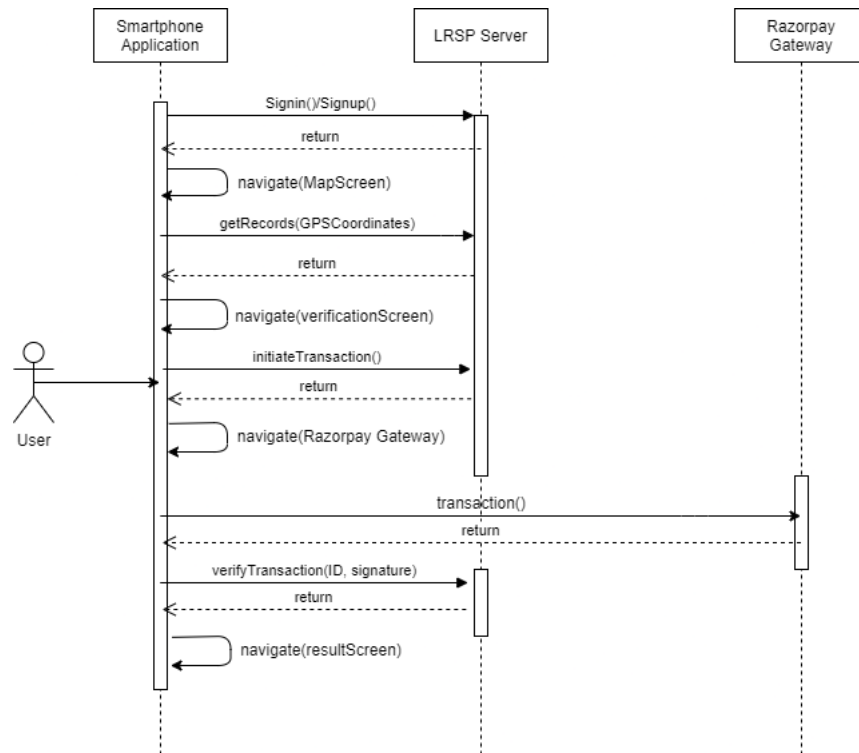 Smartphone
Application
LRSP Server
Razorpay
Gateway
Signin()/Signup()
return
navigate(MapScreen)
getRecords(GPSCoordinates)
return
navigate(verificationScreen)
initiateTransaction()
return
User
navigate(Razorpay Gateway)
transaction()
return
verifyTransaction(ID, signature)
return
navigate(resultScreen)